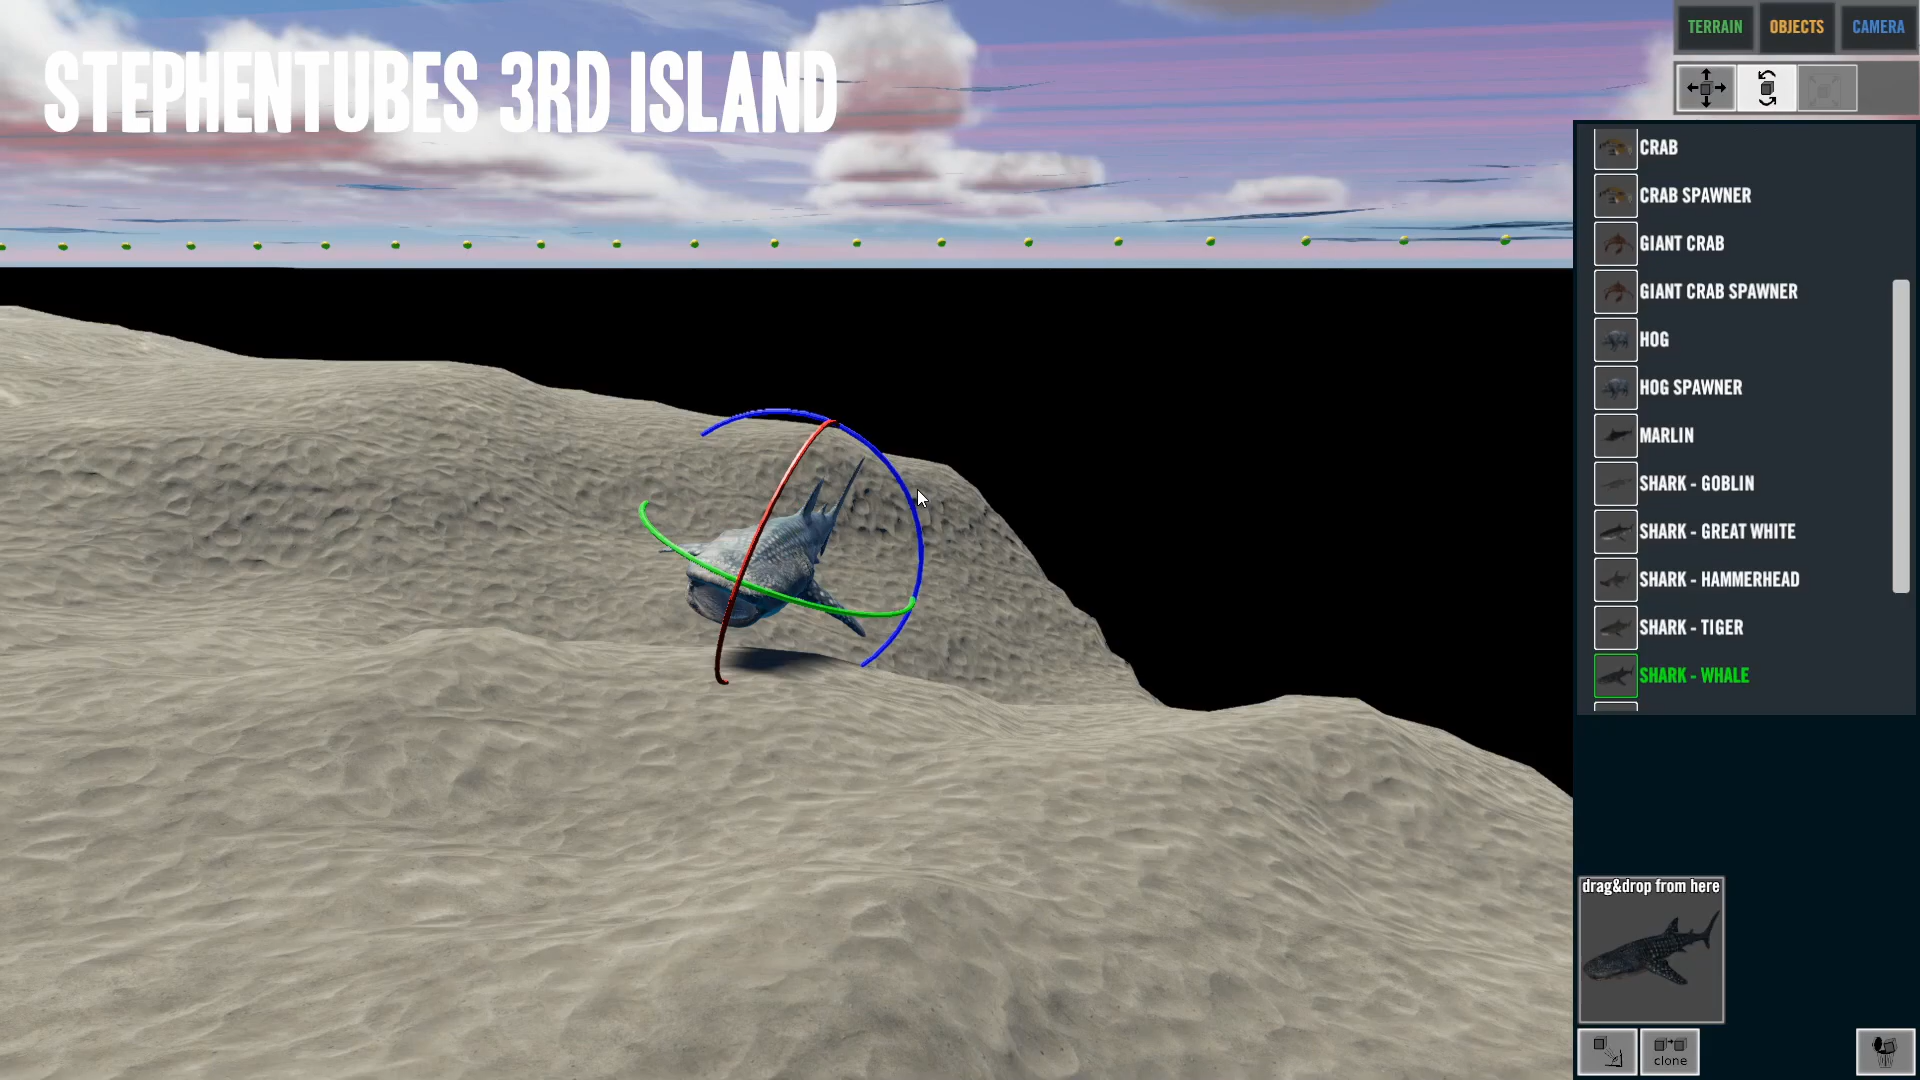 STEPHENTUBES 3RD ISLAND
TERRAIN
OBJECTS
CAMERA
CRAB
CRAB SPAWNER
GIANT CRAB
GIANT CRAB SPAWNER
HOG
HOG SPAWNER
MARLIN
SHARK - GOBLIN
SHARK - GREAT WHITE
SHARK - HAMMERHEAD
SHARK - TIGER
SHARK - WHALE
drag&drop from here
clone